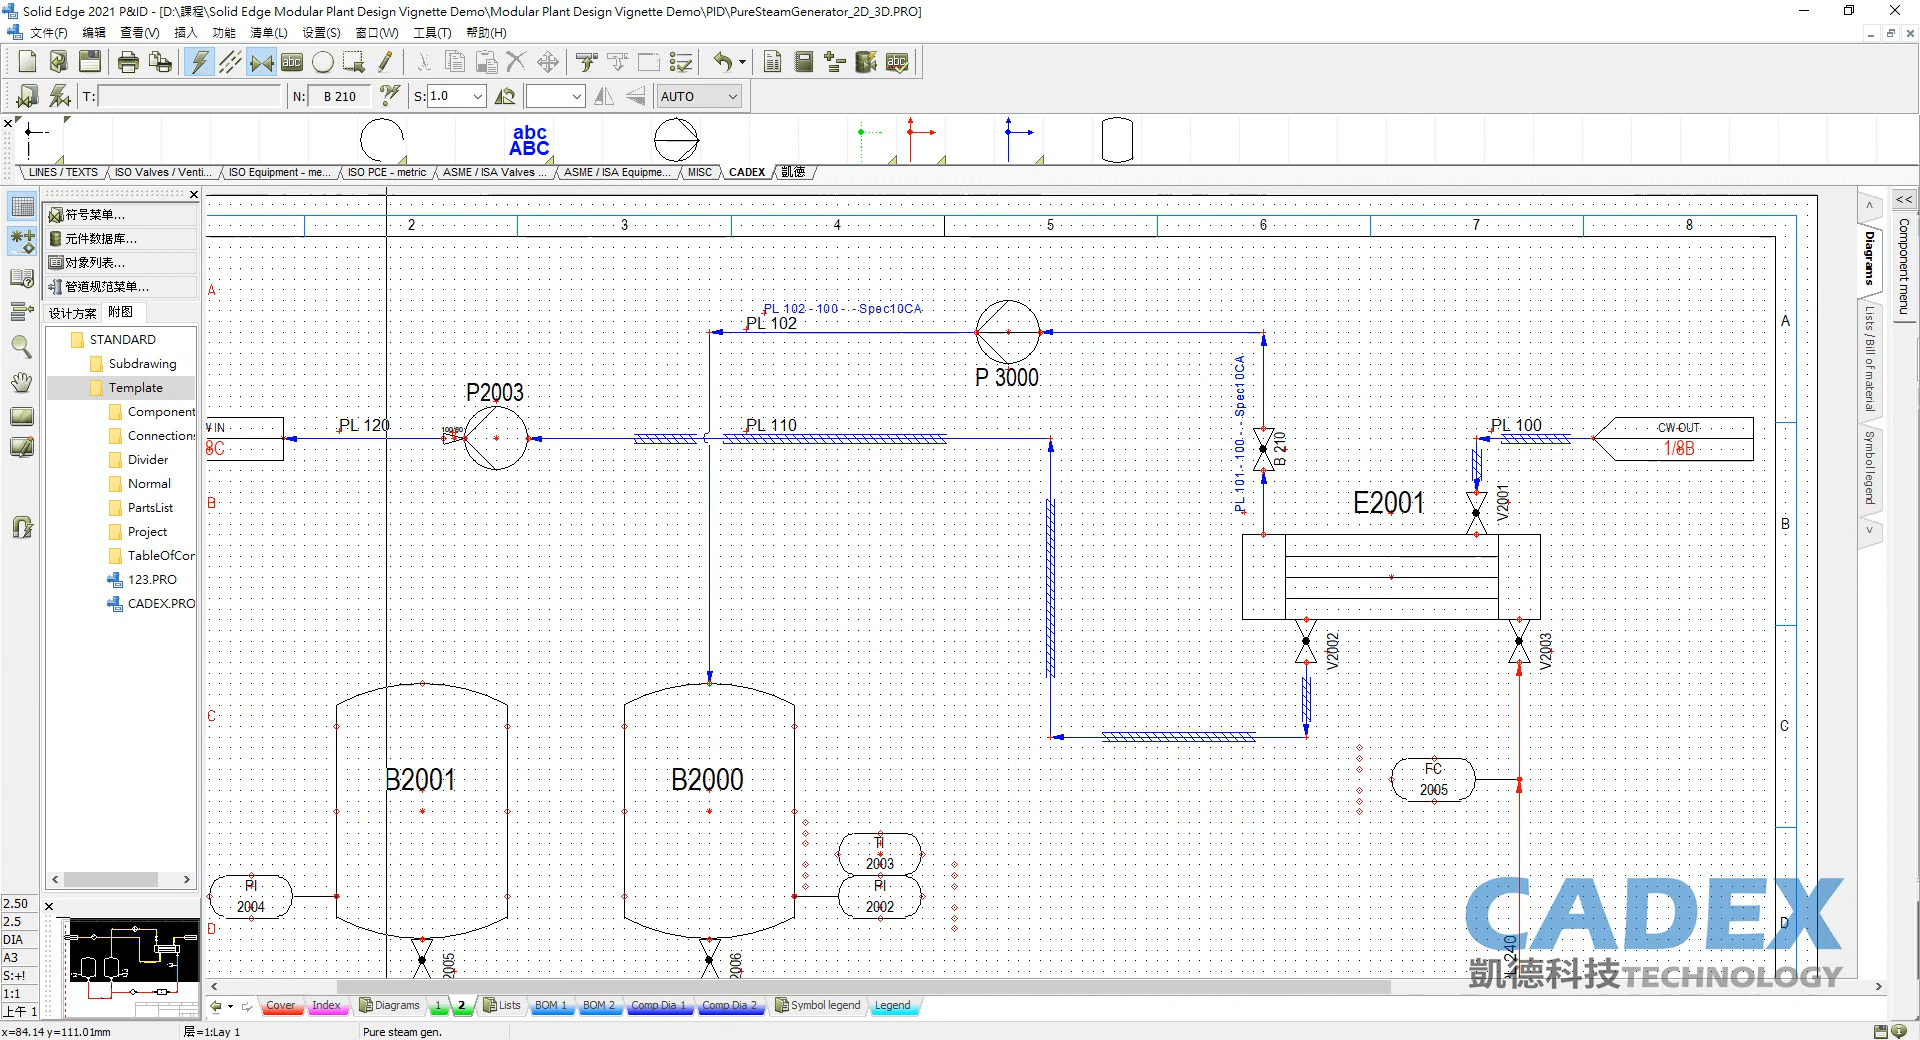 Solid Edge 2021 P&ID - [D:\課程\Solid Edge Modular Plant Design Vignette Demo\Modular Plant Design Vignette Demo\PID\PureSteamGenerator_2D_3D.PRO]
文件(F) 编辑 查看(V) 插入 功能 清单(L) 设置(S) 窗口(W) 工具(T) 帮助(H)
abc
abc
T: N: B 210 S: 1.0 AUTO
abc
ABC
LINES / TEXTS ISO Valves / Venti... ISO Equipment - me... ISO PCE - metric ASME / ISA Valves ... ASME / ISA Equipme... MISC CADEX 凱德
符号菜单...
元件数据库...
对象列表...
管道规范菜单...
设计方案 附图
STANDARD
Subdrawing
Template
Component
Connections
Divider
Normal
PartsList
Project
TableOfCor
123.PRO
CADEX.PRO
2 3 4 5 6 7 8
A
B
C
D
A
B
C
D
PL 102 - 100 - - Spec10CA
PL 102
P 3000
P2003
100/80
PL 120
PL 110
W IN
8C
PL 101 - 100 - - Spec10CA
B 210
PL 100
CW OUT
1/8B
E2001
V2001
V2002
V2003
FC
2005
B2001
B2000
TI
2003
PI
2002
PI
2004
2005
2006
PL 240
CADEX
凱德科技TECHNOLOGY
<<
Component menu
Diagrams
Lists / Bill of material
Symbol legend
2.50
2.5
DIA
A3
S:+!
1:1
上午 1
Cover Index Diagrams 1 2 Lists BOM 1 BOM 2 Comp Dia 1 Comp Dia 2 Symbol legend Legend
x=84.14 y=111.01mm 层=1:Lay 1 Pure steam gen.